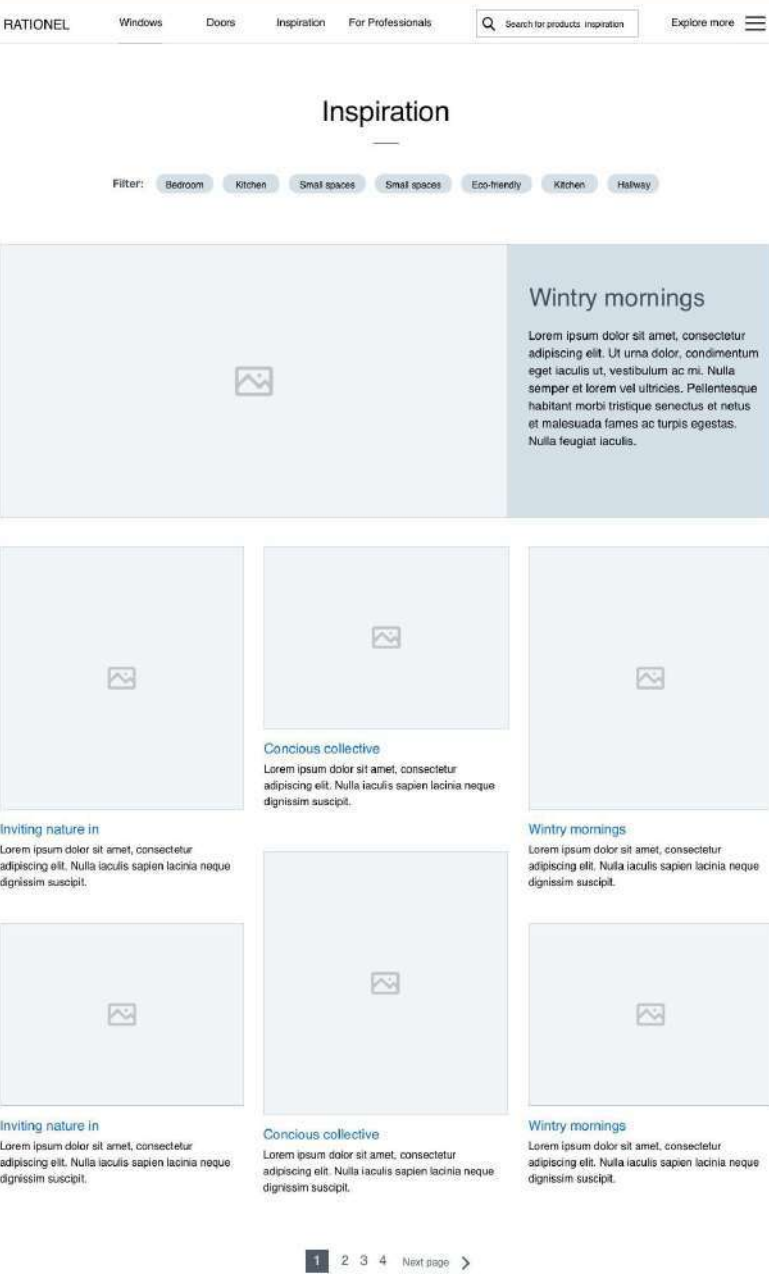 RATIONEL
Windows
Doors
Inspiration
For Professionals
Search for products inspiration
Explore more
Inspiration
Filter:
Bedroom
Kitchen
Small spaces
Small spaces
Eco-friendly
Kitchen
Hallway
Wintry mornings
Lorem ipsum dolor sit amet, consectetur
adipiscing elit. Ut urna dolor, condimentum
eget iaculis ut, vestibulum ac mi. Nulla
semper et lorem vel ultricies. Pellentesque
habitant morbi tristique senectus et netus
et malesuada fames ac turpis egestas.
Nulla feugiat iaculis.
Inviting nature in
Lorem ipsum dolor sit amet, consectetur
adipiscing elit. Nulla iaculis sapien lacinia neque
dignissim suscipit.
Concious collective
Lorem ipsum dolor sit amet, consectetur
adipiscing elit. Nulla iaculis sapien lacinia neque
dignissim suscipit.
Wintry mornings
Lorem ipsum dolor sit amet, consectetur
adipiscing elit. Nulla iaculis sapien lacinia neque
dignissim suscipit.
Inviting nature in
Lorem ipsum dolor sit amet, consectetur
adipiscing elit. Nulla iaculis sapien lacinia neque
dignissim suscipit.
Concious collective
Lorem ipsum dolor sit amet, consectetur
adipiscing elit. Nulla iaculis sapien lacinia neque
dignissim suscipit.
Wintry mornings
Lorem ipsum dolor sit amet, consectetur
adipiscing elit. Nulla iaculis sapien lacinia neque
dignissim suscipit.
1 2 3 4 Next page